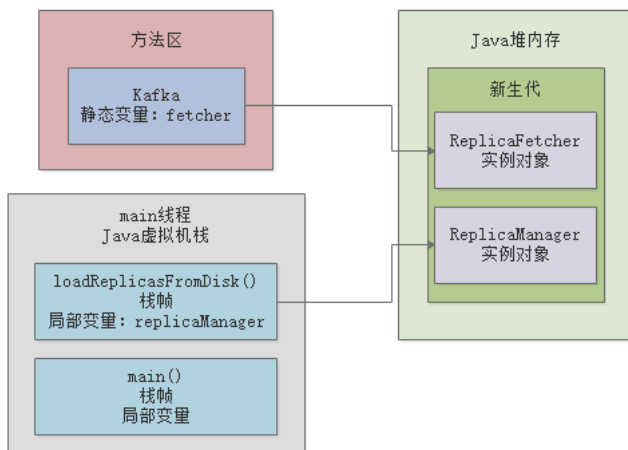 方法区
Kafka
静态变量：fetcher
main线程
Java虚拟机栈
loadReplicasFromDisk()
栈帧
局部变量：replicaManager
main()
栈帧
局部变量
Java堆内存
新生代
ReplicaFetcher
实例对象
ReplicaManager
实例对象